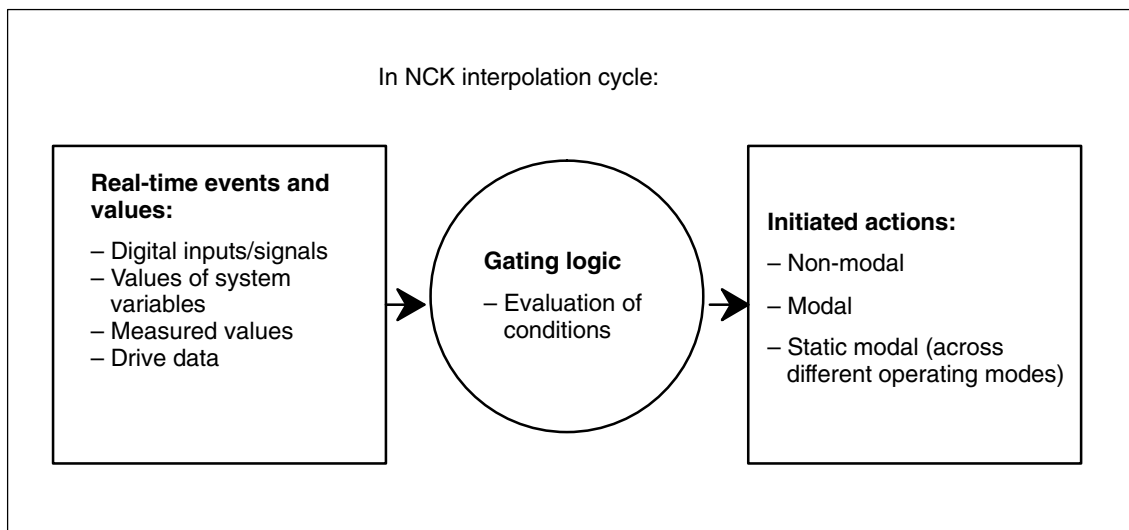 In NCK interpolation cycle:
Real-time events and
values:
– Digital inputs/signals
– Values of system
variables
– Measured values
– Drive data
Gating logic
– Evaluation of
conditions
Initiated actions:
– Non-modal
– Modal
– Static modal (across
different operating modes)